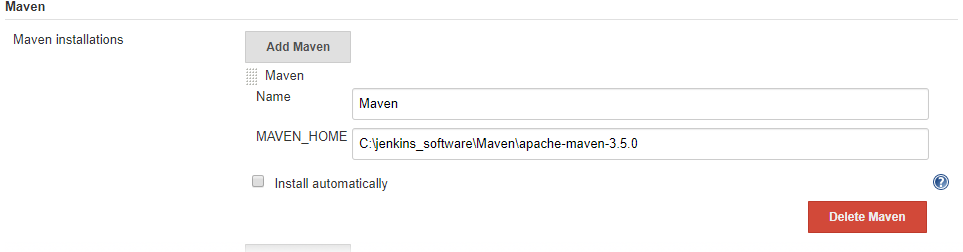 Maven
Maven installations
Add Maven
Maven
Name
Maven
MAVEN_HOME
C:\jenkins_software\Maven\apache-maven-3.5.0
Install automatically
?
Delete Maven